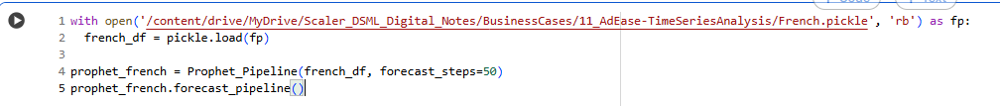 1 with open('/content/drive/MyDrive/Scaler_DSML_Digital_Notes/BusinessCases/11_AdEase-TimeSeriesAnalysis/French.pickle', 'rb') as fp:
2   french_df = pickle.load(fp)
3
4 prophet_french = Prophet_Pipeline(french_df, forecast_steps=50)
5 prophet_french.forecast_pipeline()